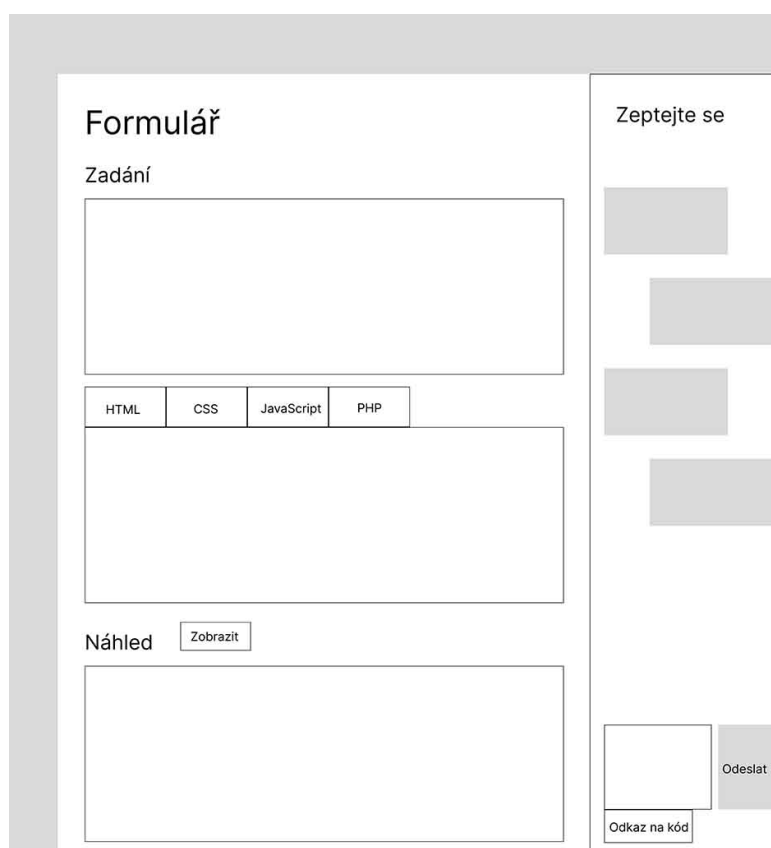 Formulář
Zadání
HTML
CSS
JavaScript
PHP
Náhled
Zobrazit
Zeptejte se
Odeslat
Odkaz na kód